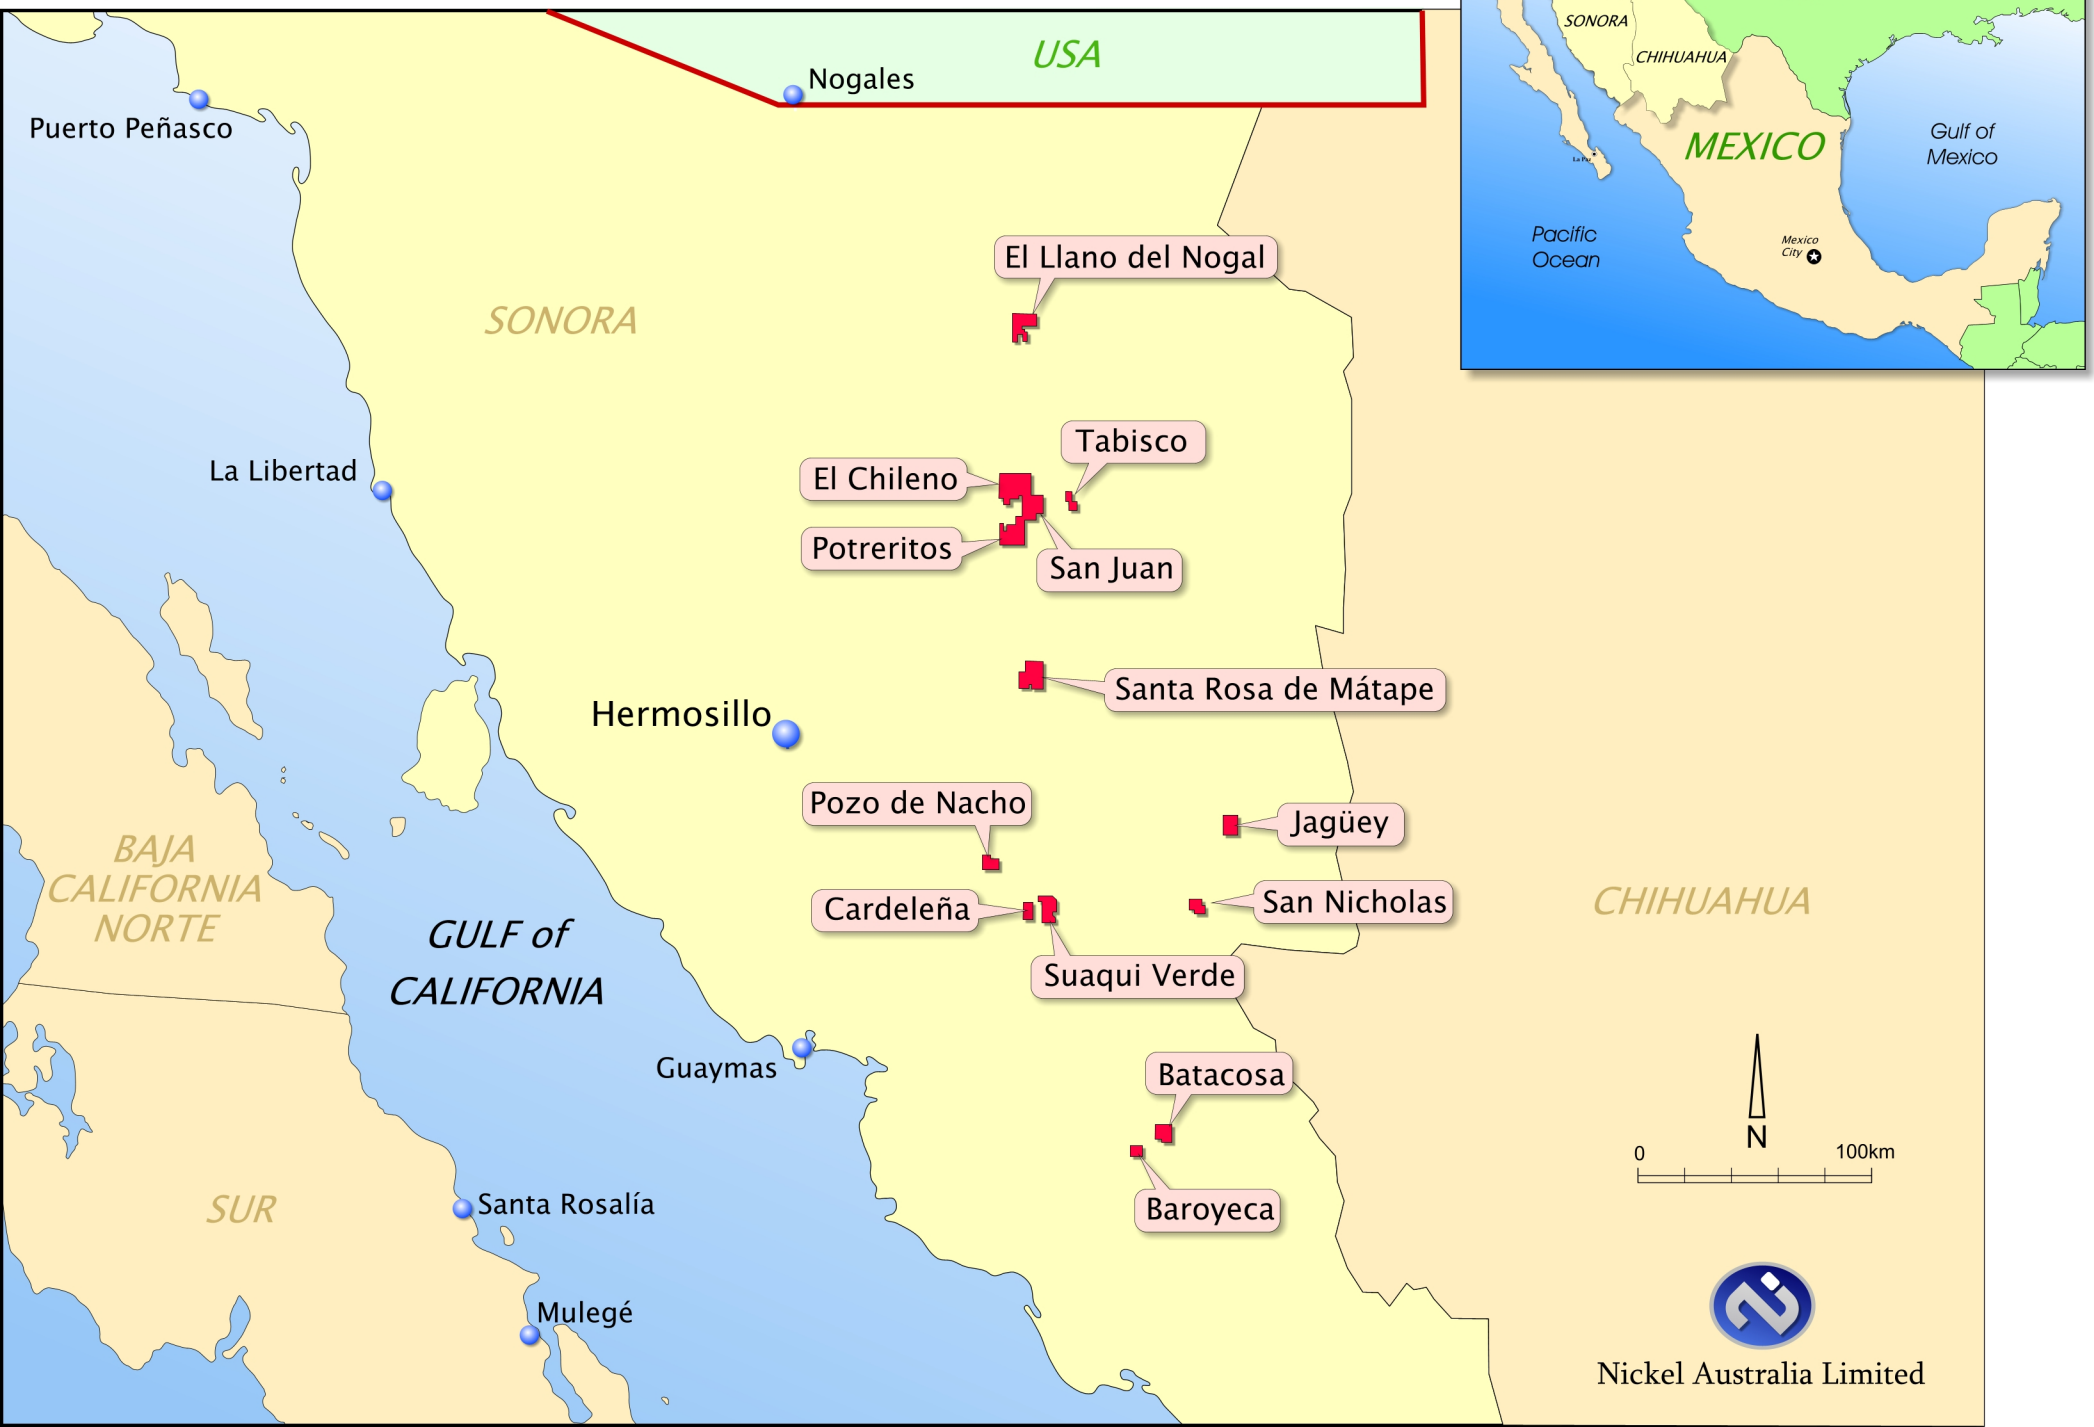 USA
Nogales
Puerto Peñasco
SONORA
El Llano del Nogal
Tabisco
El Chileno
La Libertad
Potreritos
San Juan
Santa Rosa de Mátape
Hermosillo
Pozo de Nacho
Jagüey
BAJA
CALIFORNIA
NORTE
Cardeleña
San Nicholas
CHIHUAHUA
GULF of
CALIFORNIA
Suaqui Verde
Guaymas
Batacosa
N
0 100km
SUR
Santa Rosalía
Baroyeca
Mulegé
Nickel Australia Limited
SONORA
CHIHUAHUA
MEXICO
Gulf of
Mexico
La Paz
Pacific
Ocean
Mexico
City